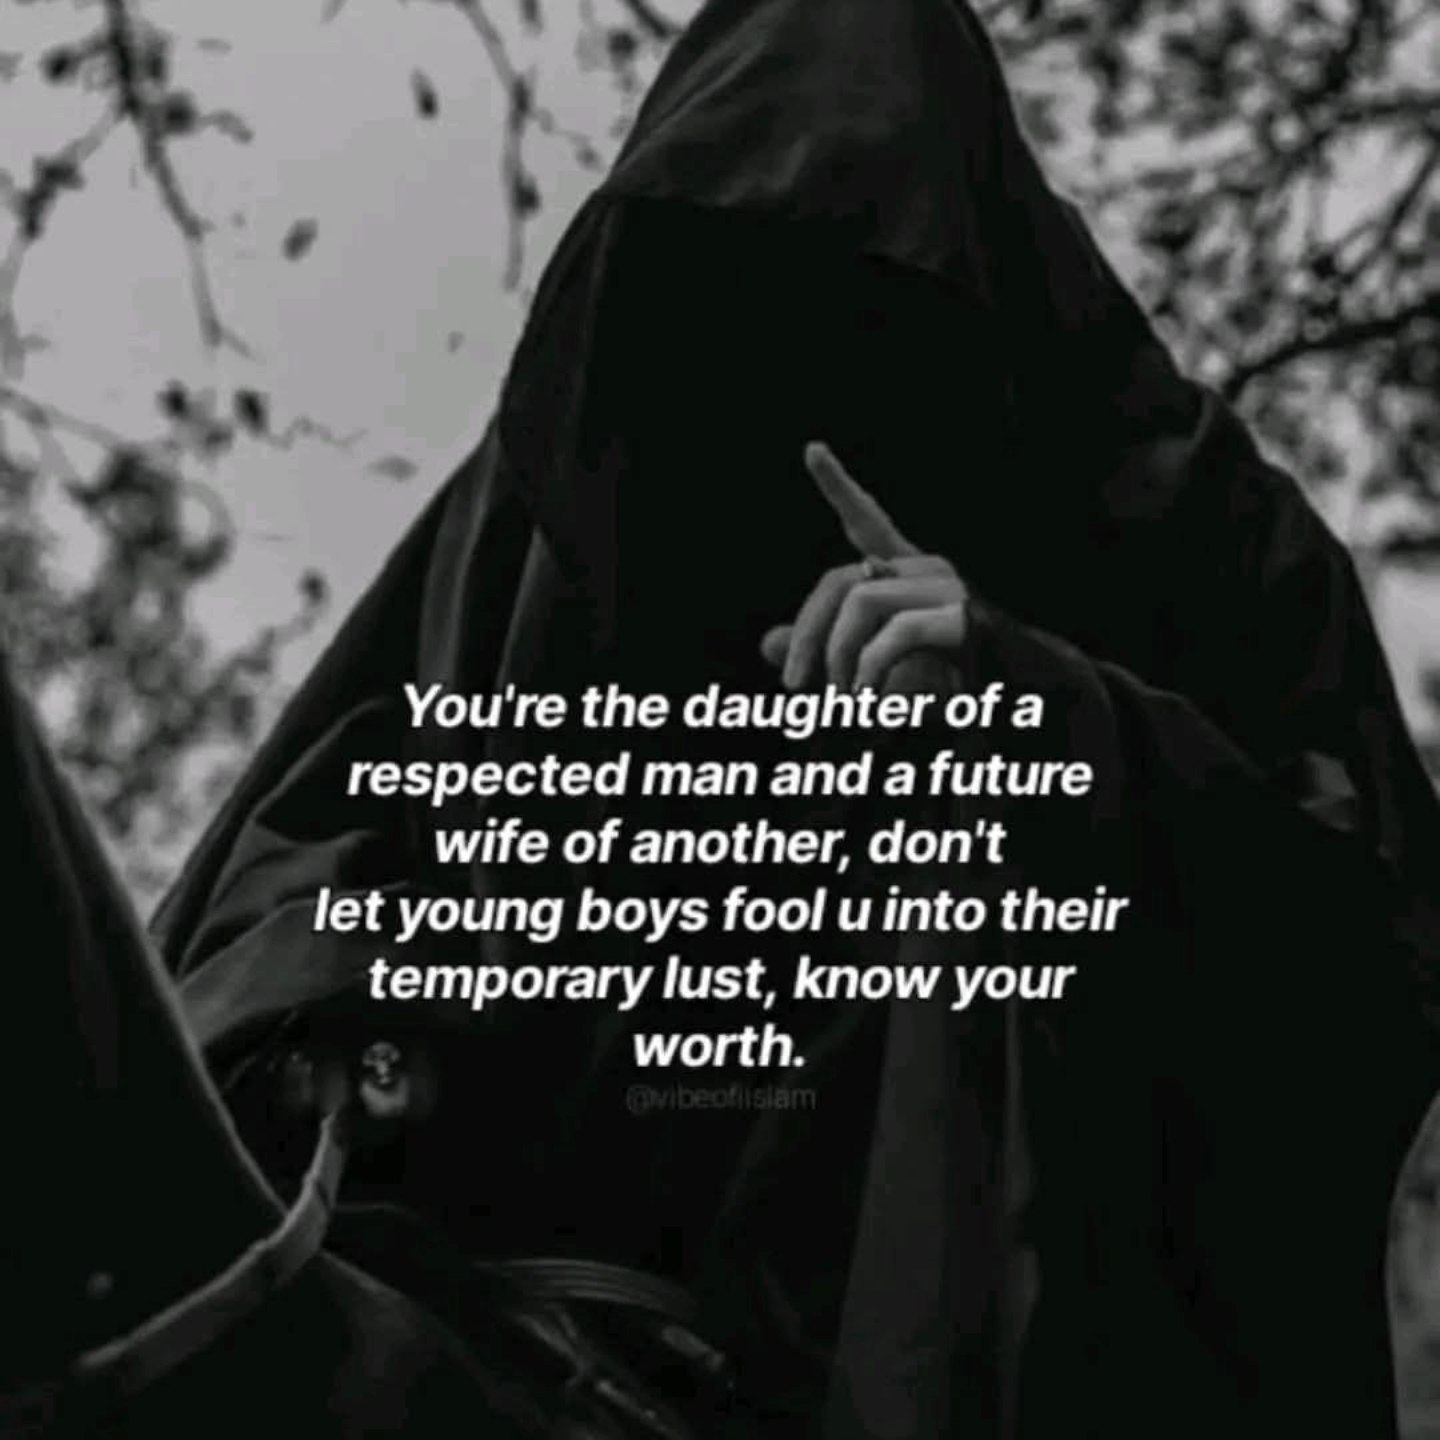 You're the daughter of a
respected man and a future
wife of another, don't
let young boys fool u into their
temporary lust, know your
worth.
@vibeofiislam